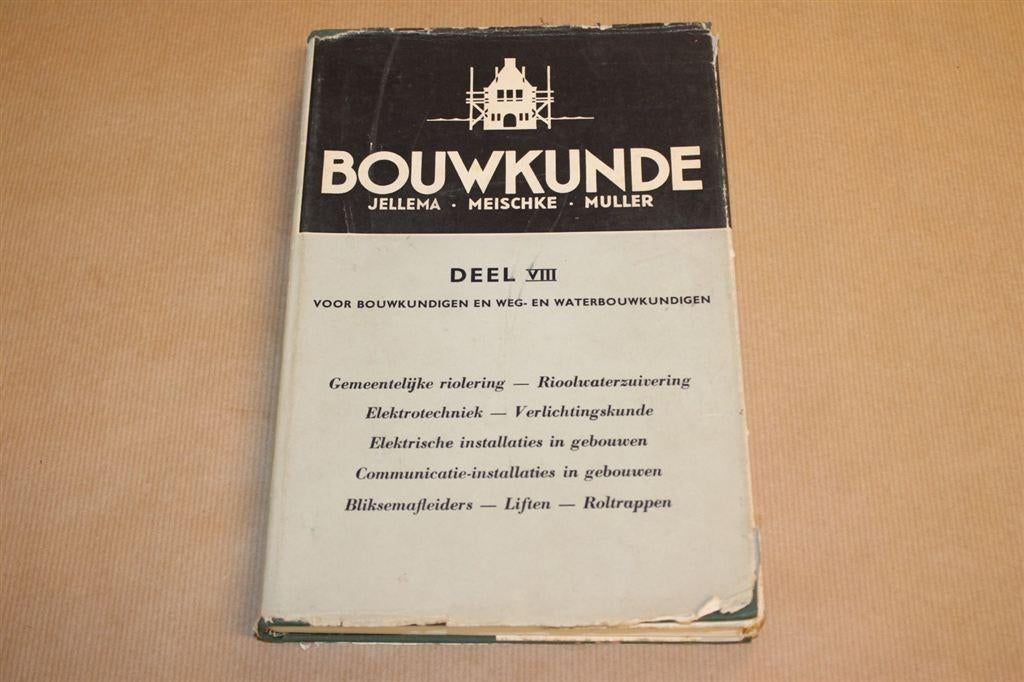 BOUWKUNDE
JELLEMA · MEISCHKE · MULLER
DEEL VIII
VOOR BOUWKUNDIGEN EN WEG- EN WATERBOUWKUNDIGEN
Gemeentelijke riolering — Rioolwaterzuivering
Elektrotechniek — Verlichtingskunde
Elektrische installaties in gebouwen
Communicatie-installaties in gebouwen
Bliksemafleiders — Liften — Roltrappen